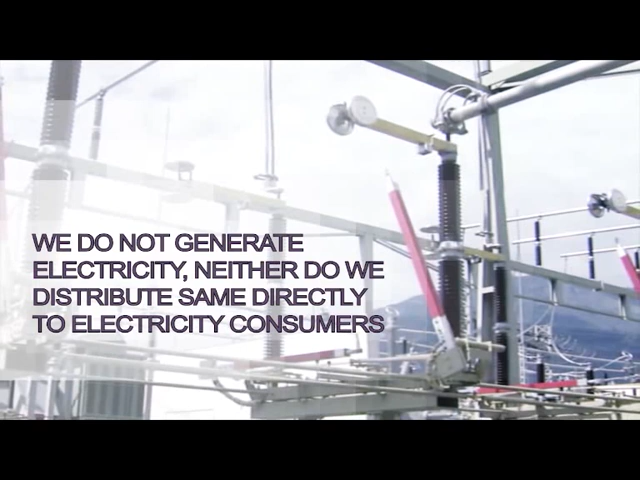 WE DO NOT GENERATE
ELECTRICITY, NEITHER DO WE
DISTRIBUTE SAME DIRECTLY
TO ELECTRICITY CONSUMERS